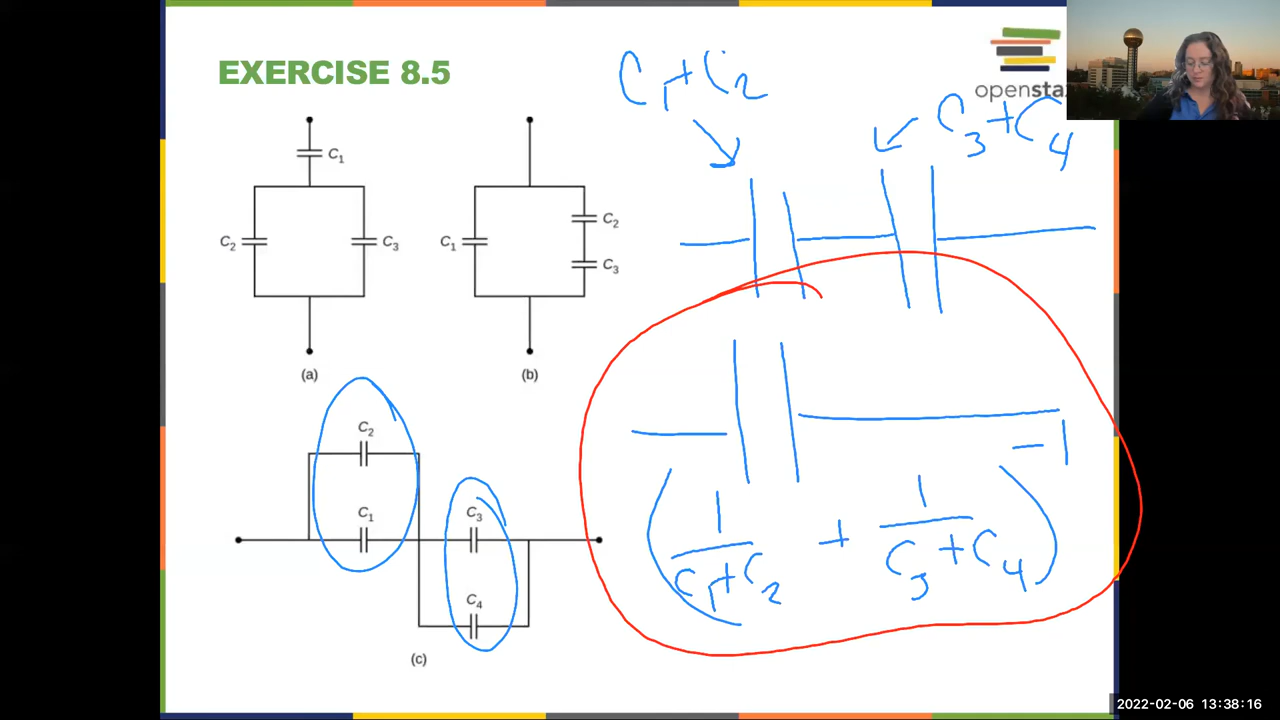 EXERCISE 8.5
openstax
C₁+C₂
C₃+C₄
C₁
C₂
C₃
(a)
C₁
C₂
C₃
(b)
C₂
C₁
C₃
C₄
(c)
(1/(C₁+C₂) + 1/(C₃+C₄))⁻¹
2022-02-06 13:38:16